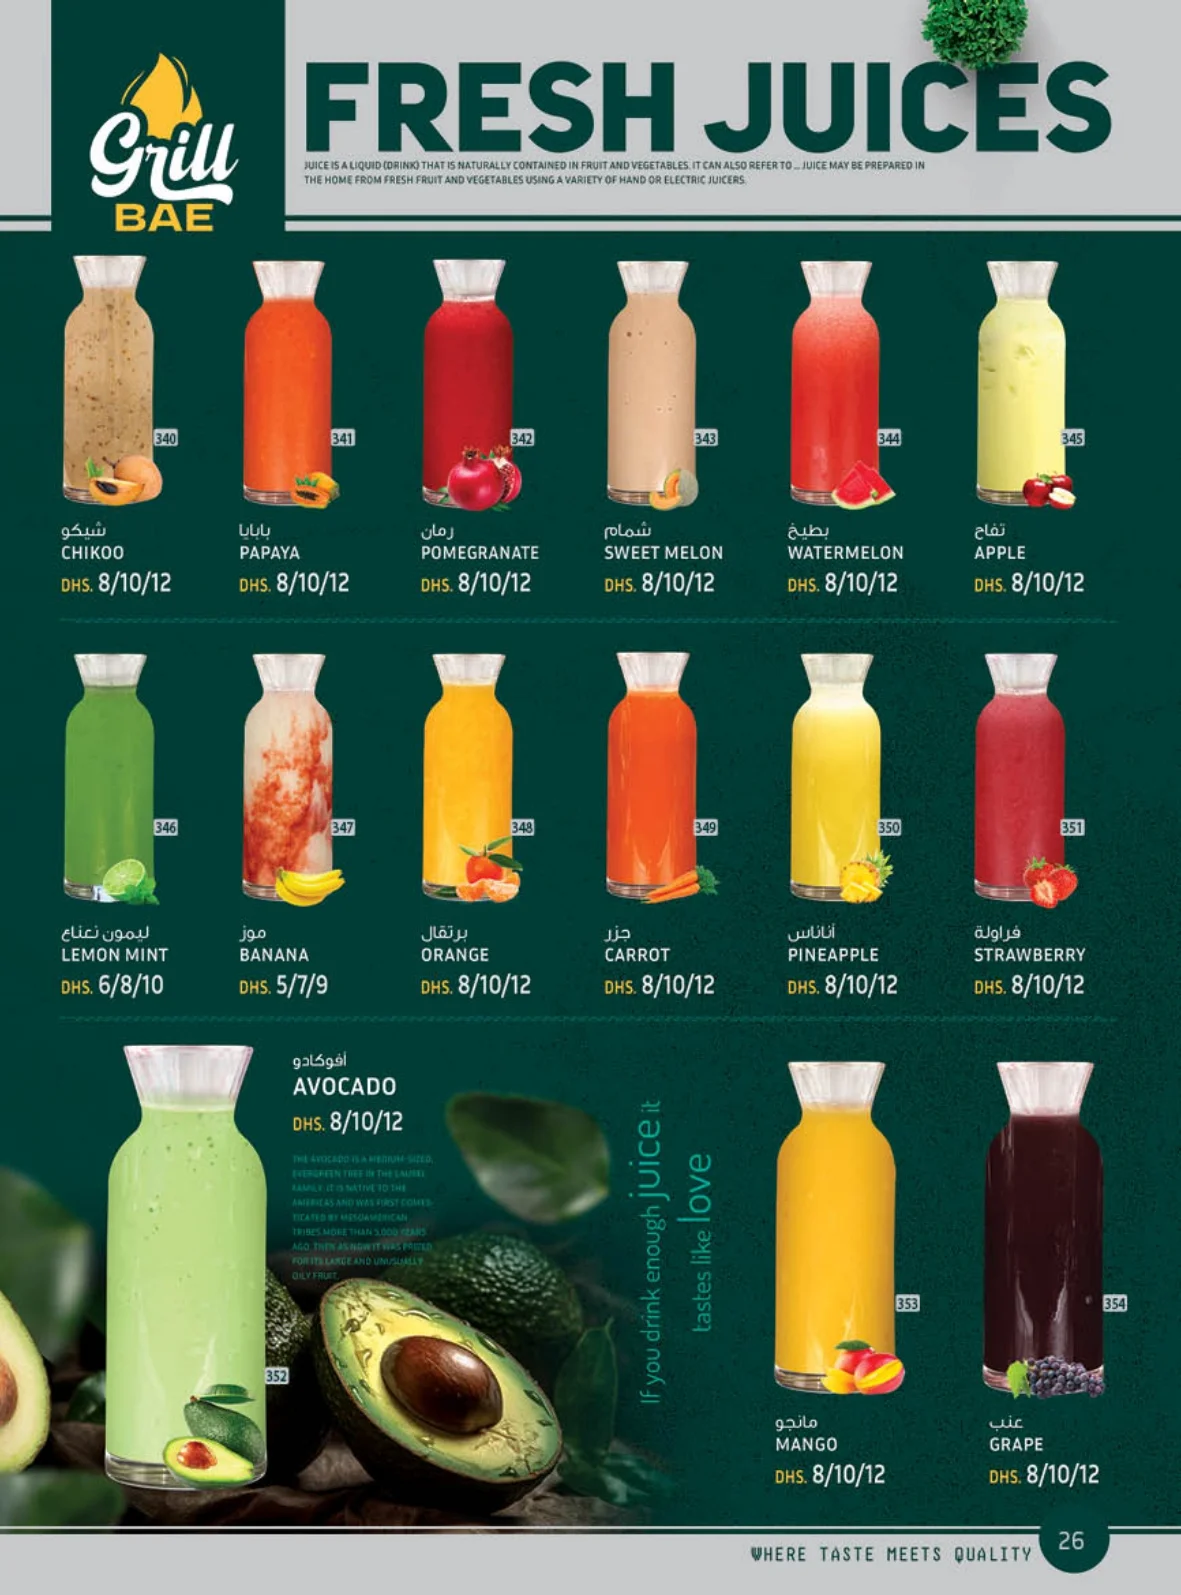 Grill
BAE
FRESH JUICES
JUICE IS A LIQUID (DRINK) THAT IS NATURALLY CONTAINED IN FRUIT AND VEGETABLES. IT CAN ALSO REFER TO ... JUICE MAY BE PREPARED IN
THE HOME FROM FRESH FRUIT AND VEGETABLES USING A VARIETY OF HAND OR ELECTRIC JUICERS.
340
341
342
343
344
345
شيكو
CHIKOO
DHS. 8/10/12
بابايا
PAPAYA
DHS. 8/10/12
رمان
POMEGRANATE
DHS. 8/10/12
شمام
SWEET MELON
DHS. 8/10/12
بطيخ
WATERMELON
DHS. 8/10/12
تفاح
APPLE
DHS. 8/10/12
346
347
348
349
350
351
ليمون نعناع
LEMON MINT
DHS. 6/8/10
موز
BANANA
DHS. 5/7/9
برتقال
ORANGE
DHS. 8/10/12
جزر
CARROT
DHS. 8/10/12
أناناس
PINEAPPLE
DHS. 8/10/12
فراولة
STRAWBERRY
DHS. 8/10/12
أفوكادو
AVOCADO
DHS. 8/10/12
THE AVOCADO IS A MEDIUM-SIZED,
EVERGREEN TREE IN THE LAUREL
FAMILY. IT IS NATIVE TO THE
AMERICAS AND WAS FIRST DOMES-
TICATED BY MESOAMERICAN
TRIBES MORE THAN 5,000 YEARS
AGO. THEN AS NOW IT WAS PRIZED
FOR ITS LARGE AND UNUSUALLY
OILY FRUIT.
352
If you drink enough juice it
tastes like love
353
354
مانجو
MANGO
DHS. 8/10/12
عنب
GRAPE
DHS. 8/10/12
WHERE TASTE MEETS QUALITY
26